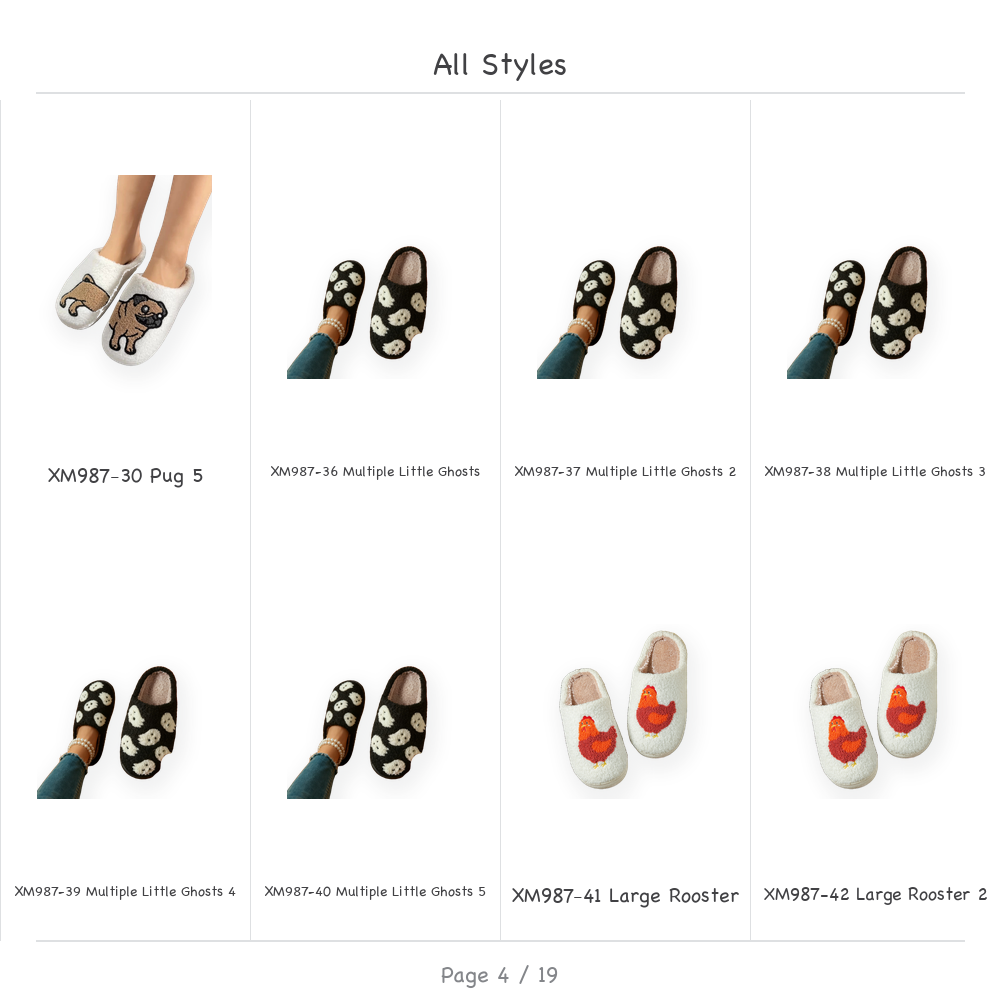 All Styles
XM987-30 Pug 5
XM987-36 Multiple Little Ghosts
XM987-37 Multiple Little Ghosts 2
XM987-38 Multiple Little Ghosts 3
XM987-39 Multiple Little Ghosts 4
XM987-40 Multiple Little Ghosts 5
XM987-41 Large Rooster
XM987-42 Large Rooster 2
Page 4 / 19